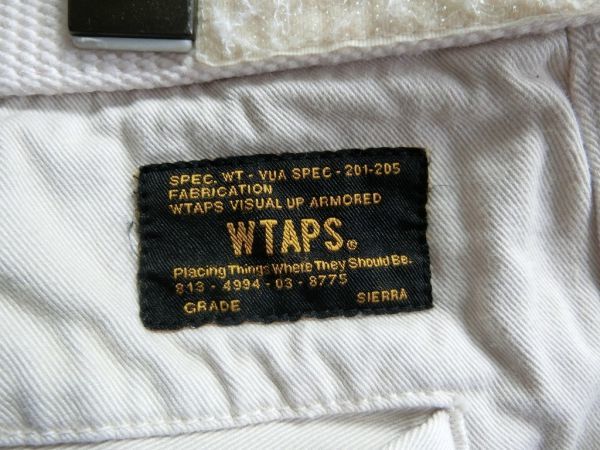 SPEC. WT - VUA SPEC - 201-205
FABRICATION
WTAPS VISUAL UP ARMORED
WTAPS®
Placing Things Where They Should Be.
813 - 4994 - 03 - 8775
GRADE SIERRA